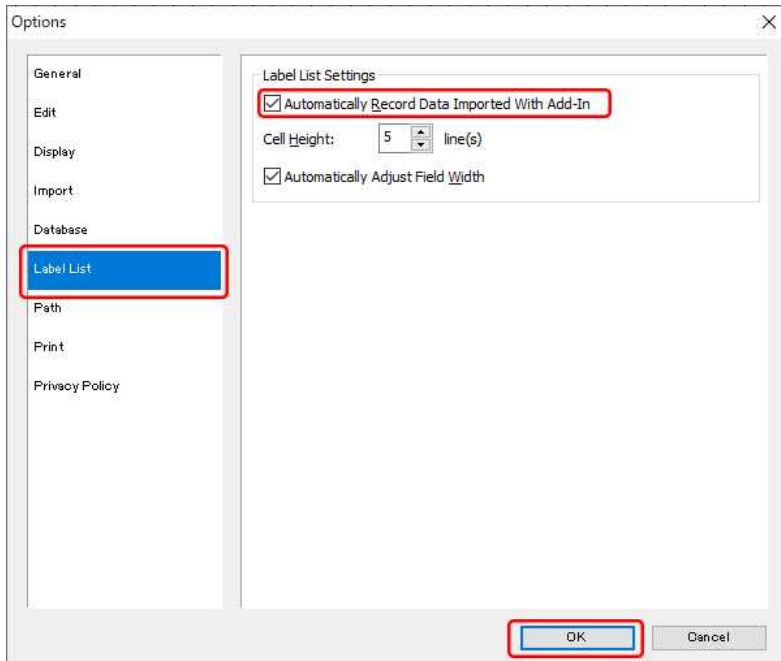 Options
General
Edit
Display
Import
Database
Label List
Path
Print
Privacy Policy
Label List Settings
Automatically Record Data Imported With Add-In
Cell Height: 5 line(s)
Automatically Adjust Field Width
OK Cancel